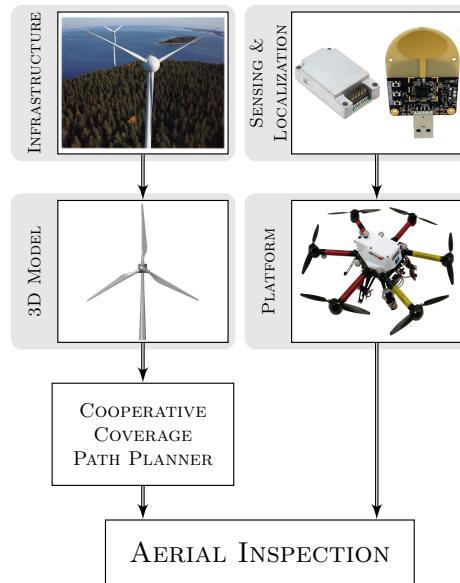 INFRASTRUCTURE
SENSING &
LOCALIZATION
3D MODEL
PLATFORM
COOPERATIVE
COVERAGE
PATH PLANNER
AERIAL INSPECTION